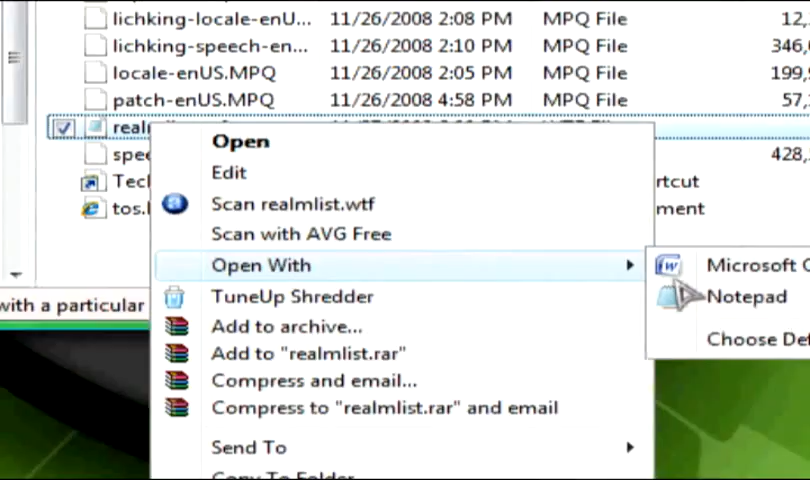 lichking-locale-enU... 11/26/2008 2:08 PM MPQ File 12,
lichking-speech-en... 11/26/2008 2:10 PM MPQ File 346,
locale-enUS.MPQ 11/26/2008 2:05 PM MPQ File 199,
patch-enUS.MPQ 11/26/2008 4:58 PM MPQ File 57,
real
spee 428,
Tec rtcut
tos. ment
Open
Edit
Scan realmlist.wtf
Scan with AVG Free
Open With
Microsoft O
Notepad
Choose Def
with a particular
TuneUp Shredder
Add to archive...
Add to "realmlist.rar"
Compress and email...
Compress to "realmlist.rar" and email
Send To
Copy To Folder